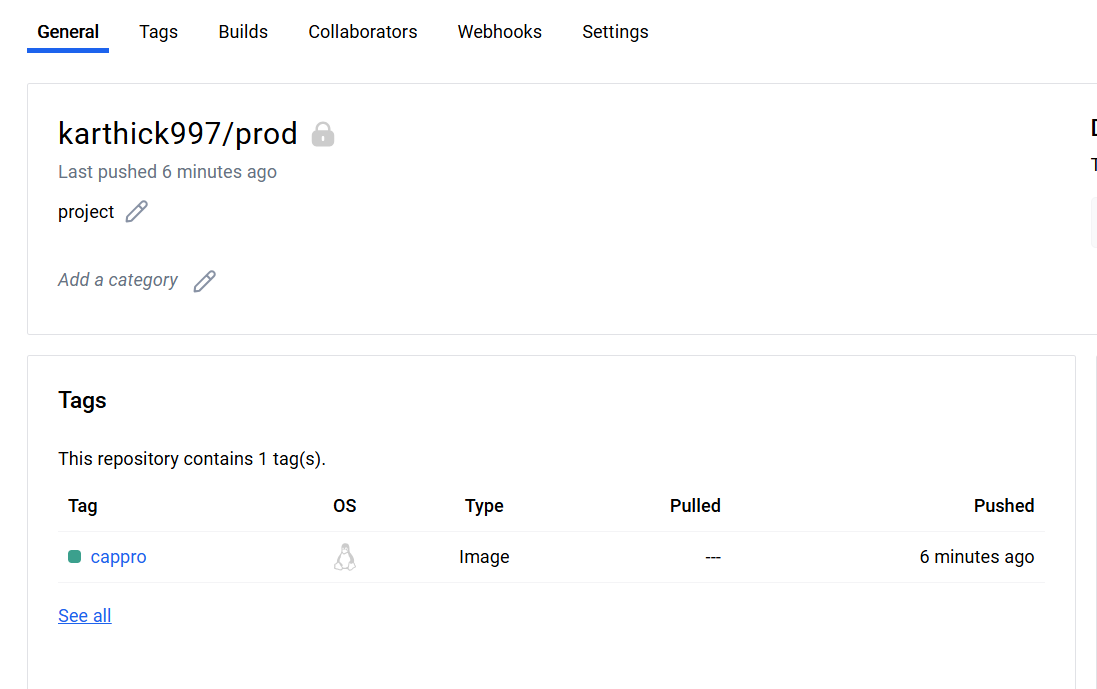 General Tags Builds Collaborators Webhooks Settings
karthick997/prod
Last pushed 6 minutes ago
project
Add a category
Tags
This repository contains 1 tag(s).
Tag OS Type Pulled Pushed
cappro Image --- 6 minutes ago
See all